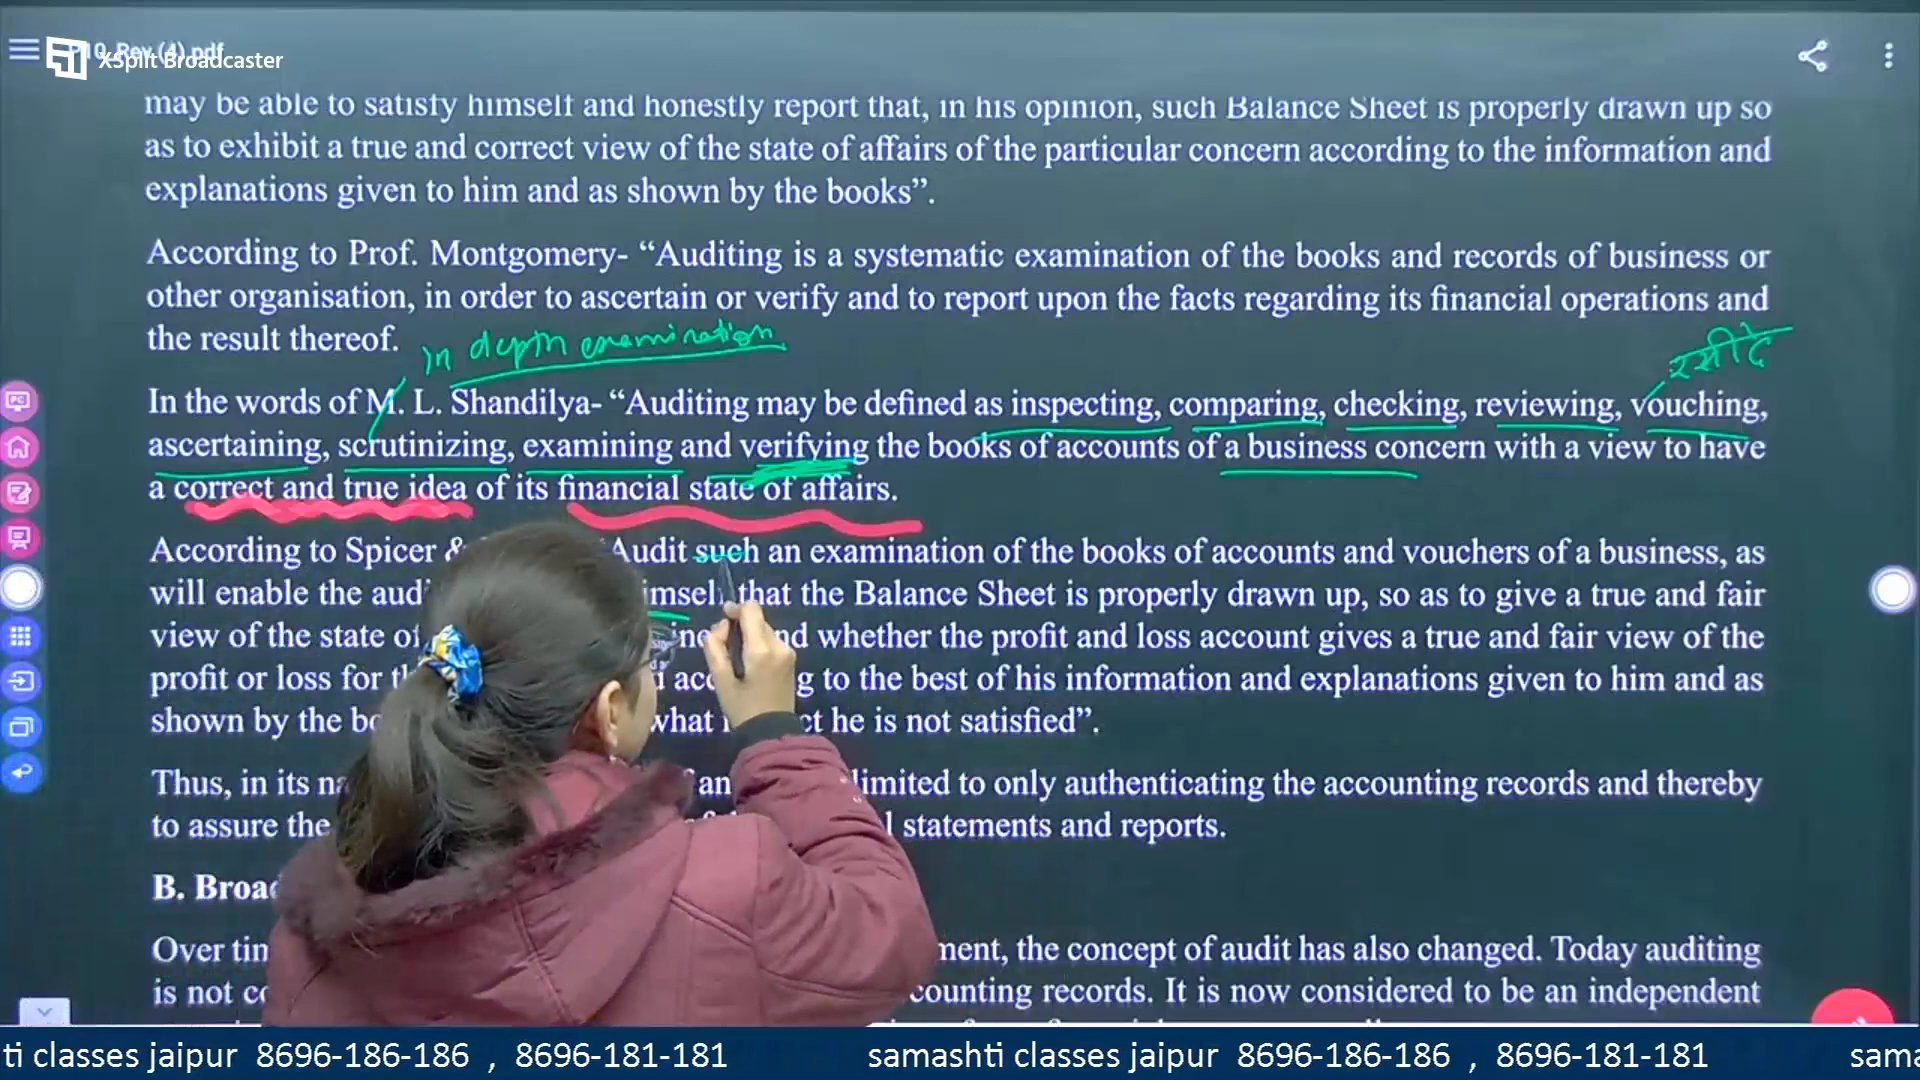 P10 Rev (4).pdf
XSplit Broadcaster
may be able to satisfy himself and honestly report that, in his opinion, such Balance Sheet is properly drawn up so
as to exhibit a true and correct view of the state of affairs of the particular concern according to the information and
explanations given to him and as shown by the books”.
According to Prof. Montgomery- “Auditing is a systematic examination of the books and records of business or
other organisation, in order to ascertain or verify and to report upon the facts regarding its financial operations and
the result thereof.
in depth examination
रसीद
In the words of M. L. Shandilya- “Auditing may be defined as inspecting, comparing, checking, reviewing, vouching,
ascertaining, scrutinizing, examining and verifying the books of accounts of a business concern with a view to have
a correct and true idea of its financial state of affairs.
According to Spicer & “Audit such an examination of the books of accounts and vouchers of a business, as
will enable the that the Balance Sheet is properly drawn up, so as to give a true and fair
view of the state of and whether the profit and loss account gives a true and fair view of the
profit or loss for to the best of his information and explanations given to him and as
shown by the what he is not satisfied”.
Thus, in its limited to only authenticating the accounting records and thereby
to assure the statements and reports.
B.
Over the concept of audit has also changed. Today auditing
is not records. It is now considered to be an independent
ti classes jaipur 8696-186-186 , 8696-181-181 samashti classes jaipur 8696-186-186 , 8696-181-181 sama